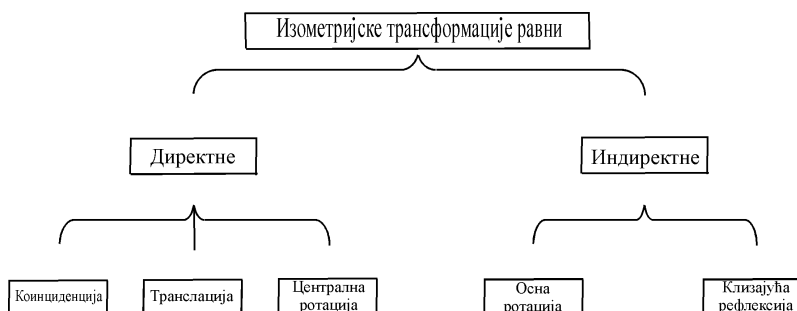 Изометријске трансформације равни
Директне
Индиректне
Коинциденција
Транслација
Централна
ротација
Осна
ротација
Клизајућа
рефлексија